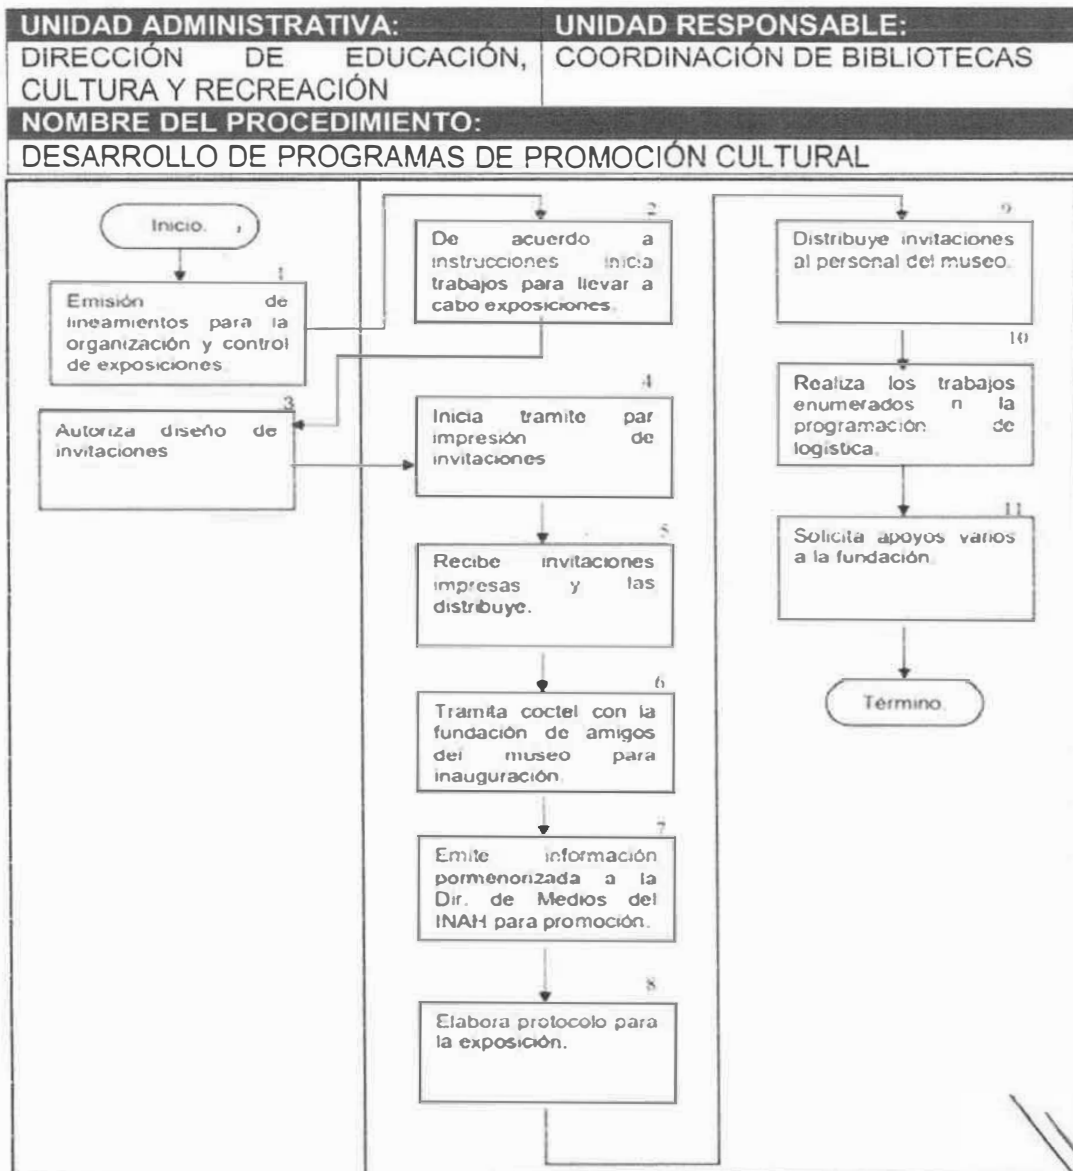 UNIDAD ADMINISTRATIVA:
UNIDAD RESPONSABLE:
DIRECCIÓN DE EDUCACIÓN,
CULTURA Y RECREACIÓN
COORDINACIÓN DE BIBLIOTECAS
NOMBRE DEL PROCEDIMIENTO:
DESARROLLO DE PROGRAMAS DE PROMOCIÓN CULTURAL
Inicio.
1
Emisión de
lineamientos para la
organización y control
de exposiciones
2
De acuerdo a
instrucciones inicia
trabajos para llevar a
cabo exposiciones.
3
Autoriza diseño de
invitaciones
4
Inicia tramite par
impresión de
invitaciones
5
Recibe invitaciones
impresas y las
distribuye.
6
Tramita coctel con la
fundación de amigos
del museo para
inauguración.
7
Emite información
pormenorizada a la
Dir. de Medios del
INAH para promoción.
8
Elabora protocolo para
la exposición.
9
Distribuye invitaciones
al personal del museo.
10
Realiza los trabajos
enumerados n la
programación de
logística.
11
Solicita apoyos varios
a la fundación.
Término.